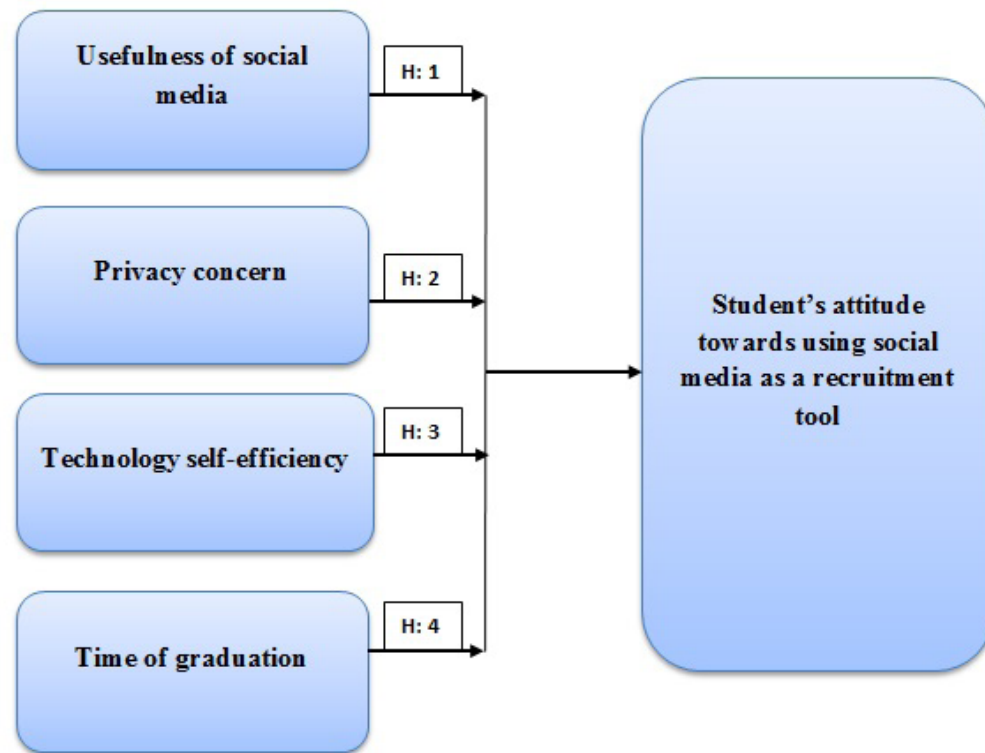 Usefulness of social
media
H: 1
Privacy concern
H: 2
Technology self-efficiency
H: 3
Time of graduation
H: 4
Student’s attitude
towards using social
media as a recruitment
tool